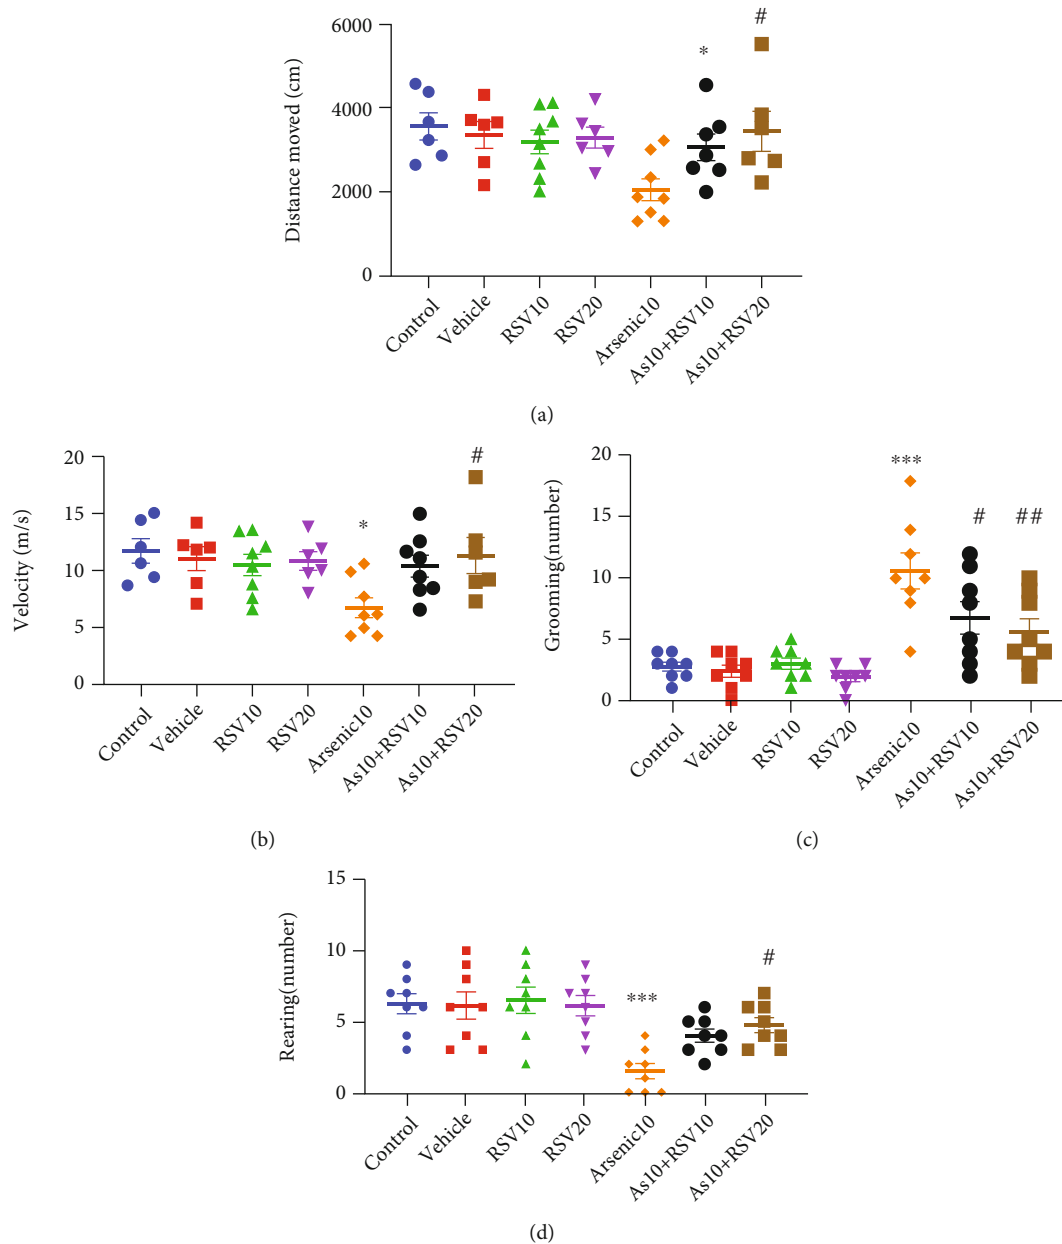 6000
4000
2000
0
Distance moved (cm)
*
#
Control
Vehicle
RSV10
RSV20
Arsenic10
As10+RSV10
As10+RSV20
(a)
20
15
10
5
0
Velocity (m/s)
*
#
Control
Vehicle
RSV10
RSV20
Arsenic10
As10+RSV10
As10+RSV20
(b)
20
15
10
5
0
Grooming(number)
***
#
##
Control
Vehicle
RSV10
RSV20
Arsenic10
As10+RSV10
As10+RSV20
(c)
15
10
5
0
Rearing(number)
***
#
Control
Vehicle
RSV10
RSV20
Arsenic10
As10+RSV10
As10+RSV20
(d)